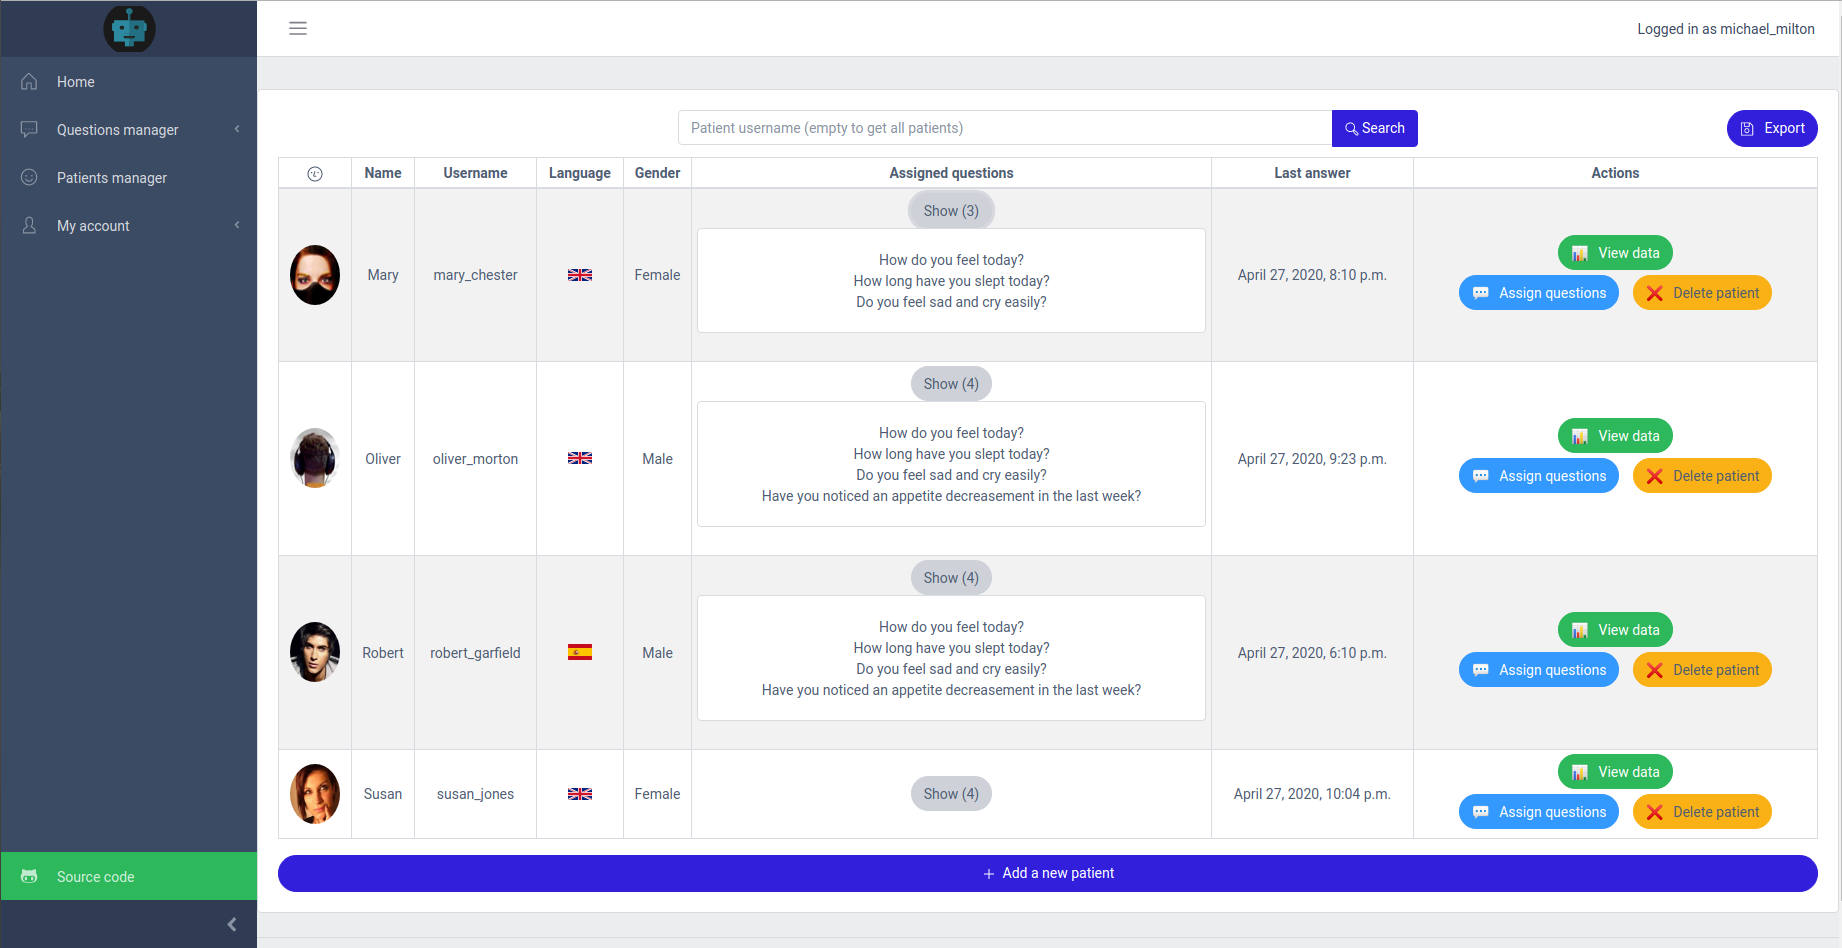 Logged in as michael_milton
Home
Questions manager
Patients manager
My account
Source code
Patient username (empty to get all patients)
Search
Export
Name Username Language Gender Assigned questions Last answer Actions
Show (3)
How do you feel today?
How long have you slept today?
Do you feel sad and cry easily?
Mary mary_chester Female April 27, 2020, 8:10 p.m.
View data
Assign questions Delete patient
Show (4)
How do you feel today?
How long have you slept today?
Do you feel sad and cry easily?
Have you noticed an appetite decreasement in the last week?
Oliver oliver_morton Male April 27, 2020, 9:23 p.m.
View data
Assign questions Delete patient
Show (4)
How do you feel today?
How long have you slept today?
Do you feel sad and cry easily?
Have you noticed an appetite decreasement in the last week?
Robert robert_garfield Male April 27, 2020, 6:10 p.m.
View data
Assign questions Delete patient
Susan susan_jones Female Show (4) April 27, 2020, 10:04 p.m.
View data
Assign questions Delete patient
+ Add a new patient